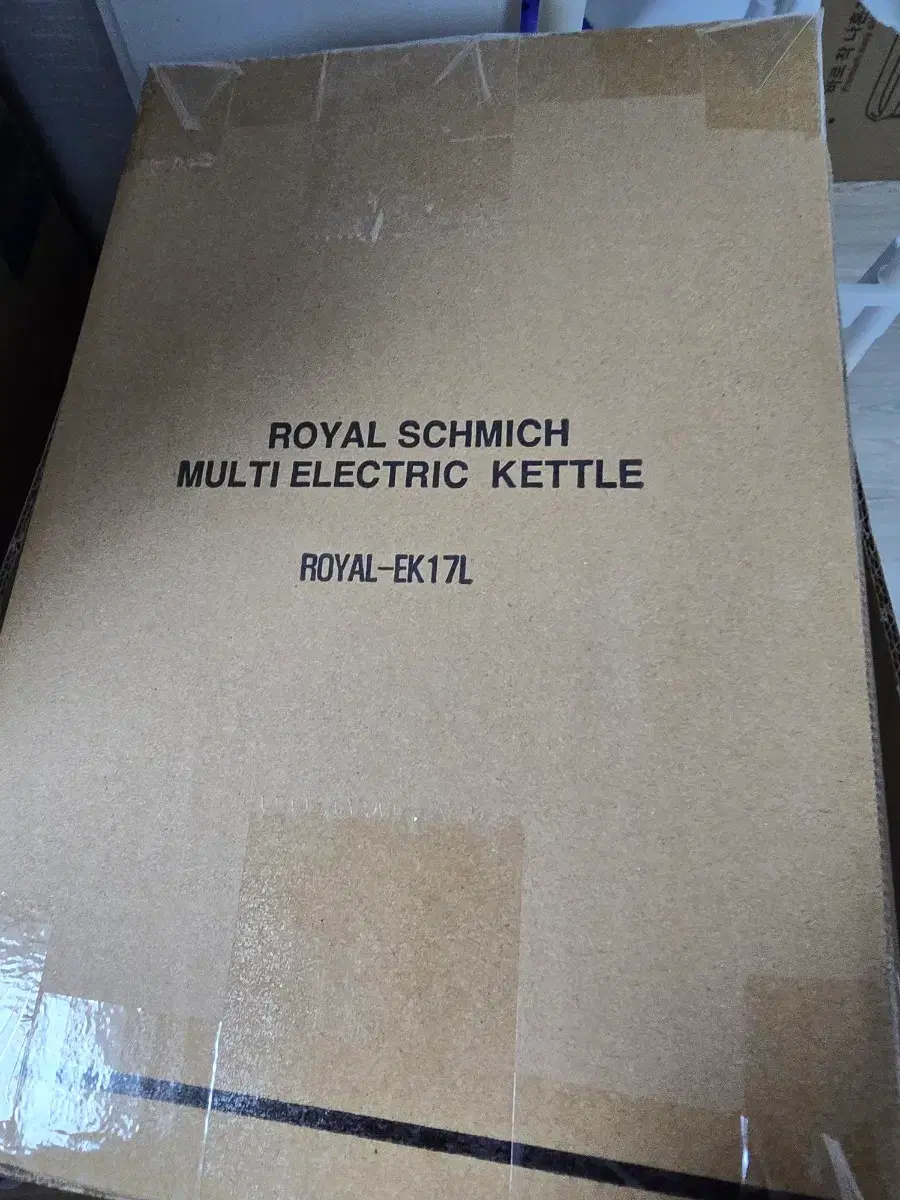 ROYAL SCHMICH
MULTI ELECTRIC KETTLE
ROYAL-EK17L